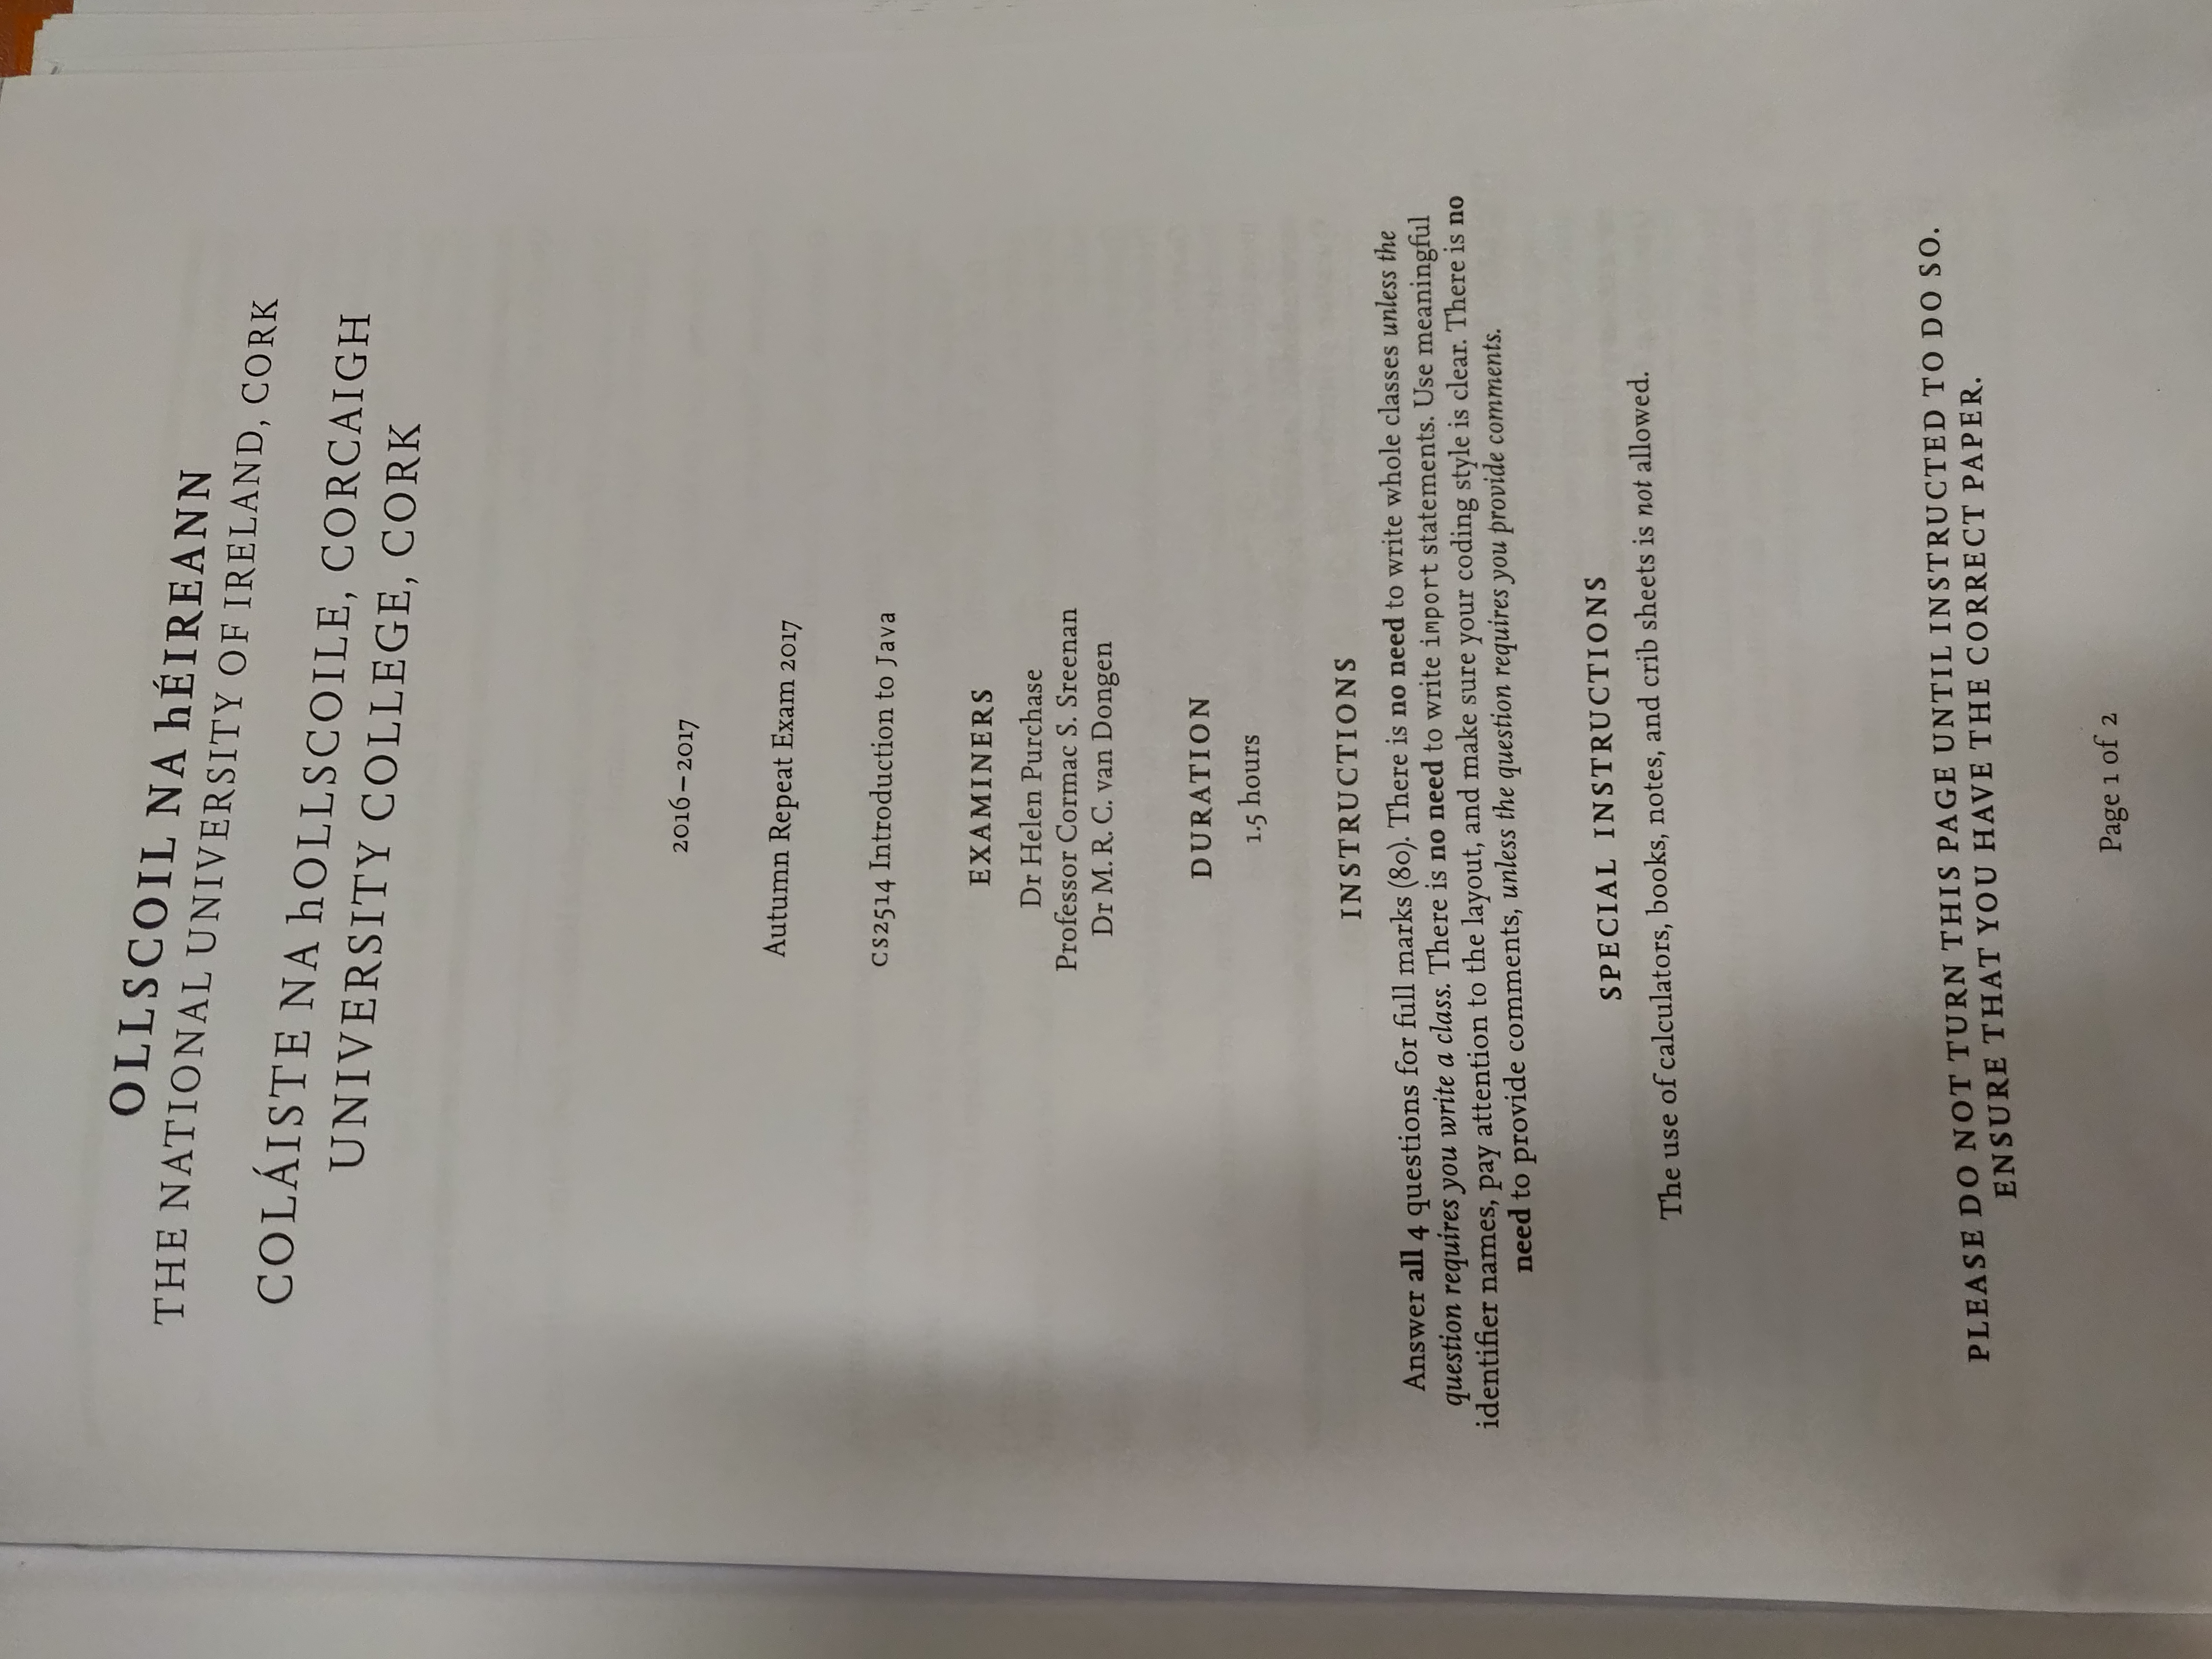 OLLSCOIL NA hÉIREANN
THE NATIONAL UNIVERSITY OF IRELAND, CORK
COLÁISTE NA hOLLSCOILE, CORCAIGH
UNIVERSITY COLLEGE, CORK
2016–2017
Autumn Repeat Exam 2017
CS2514 Introduction to Java
EXAMINERS
Dr Helen Purchase
Professor Cormac S. Sreenan
Dr M. R. C. van Dongen
DURATION
1.5 hours
INSTRUCTIONS
Answer all 4 questions for full marks (80). There is no need to write whole classes unless the
question requires you write a class. There is no need to write import statements. Use meaningful
identifier names, pay attention to the layout, and make sure your coding style is clear. There is no
need to provide comments, unless the question requires you provide comments.
SPECIAL INSTRUCTIONS
The use of calculators, books, notes, and crib sheets is not allowed.
PLEASE DO NOT TURN THIS PAGE UNTIL INSTRUCTED TO DO SO.
ENSURE THAT YOU HAVE THE CORRECT PAPER.
Page 1 of 2